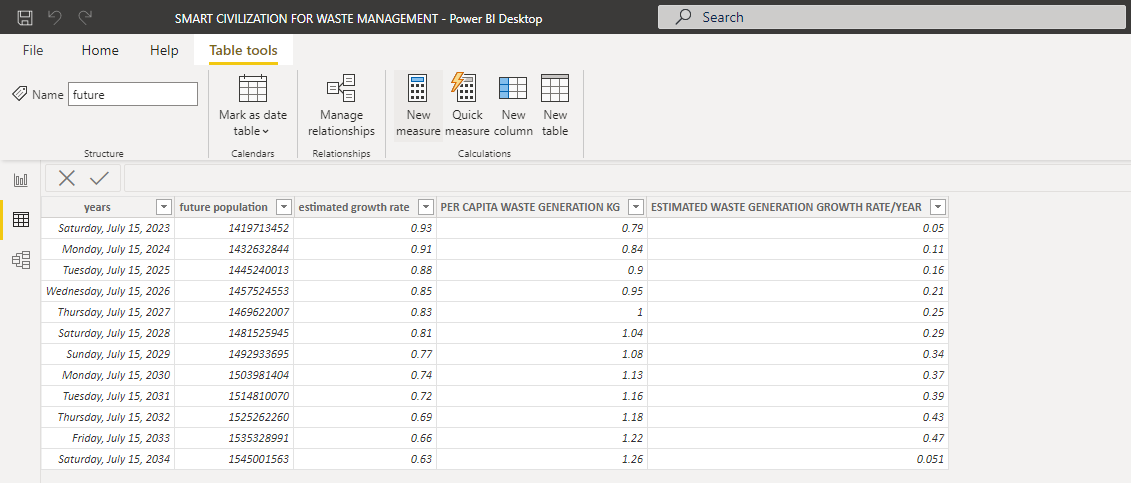 SMART CIVILIZATION FOR WASTE MANAGEMENT - Power BI Desktop
Search
File Home Help Table tools
Name future
Mark as date table
Manage relationships
New measure
Quick measure
New column
New table
Structure Calendars Relationships Calculations
years future population estimated growth rate PER CAPITA WASTE GENERATION KG ESTIMATED WASTE GENERATION GROWTH RATE/YEAR
Saturday, July 15, 2023 1419713452 0.93 0.79 0.05
Monday, July 15, 2024 1432632844 0.91 0.84 0.11
Tuesday, July 15, 2025 1445240013 0.88 0.9 0.16
Wednesday, July 15, 2026 1457524553 0.85 0.95 0.21
Thursday, July 15, 2027 1469622007 0.83 1 0.25
Saturday, July 15, 2028 1481525945 0.81 1.04 0.29
Sunday, July 15, 2029 1492933695 0.77 1.08 0.34
Monday, July 15, 2030 1503981404 0.74 1.13 0.37
Tuesday, July 15, 2031 1514810070 0.72 1.16 0.39
Thursday, July 15, 2032 1525262260 0.69 1.18 0.43
Friday, July 15, 2033 1535328991 0.66 1.22 0.47
Saturday, July 15, 2034 1545001563 0.63 1.26 0.051